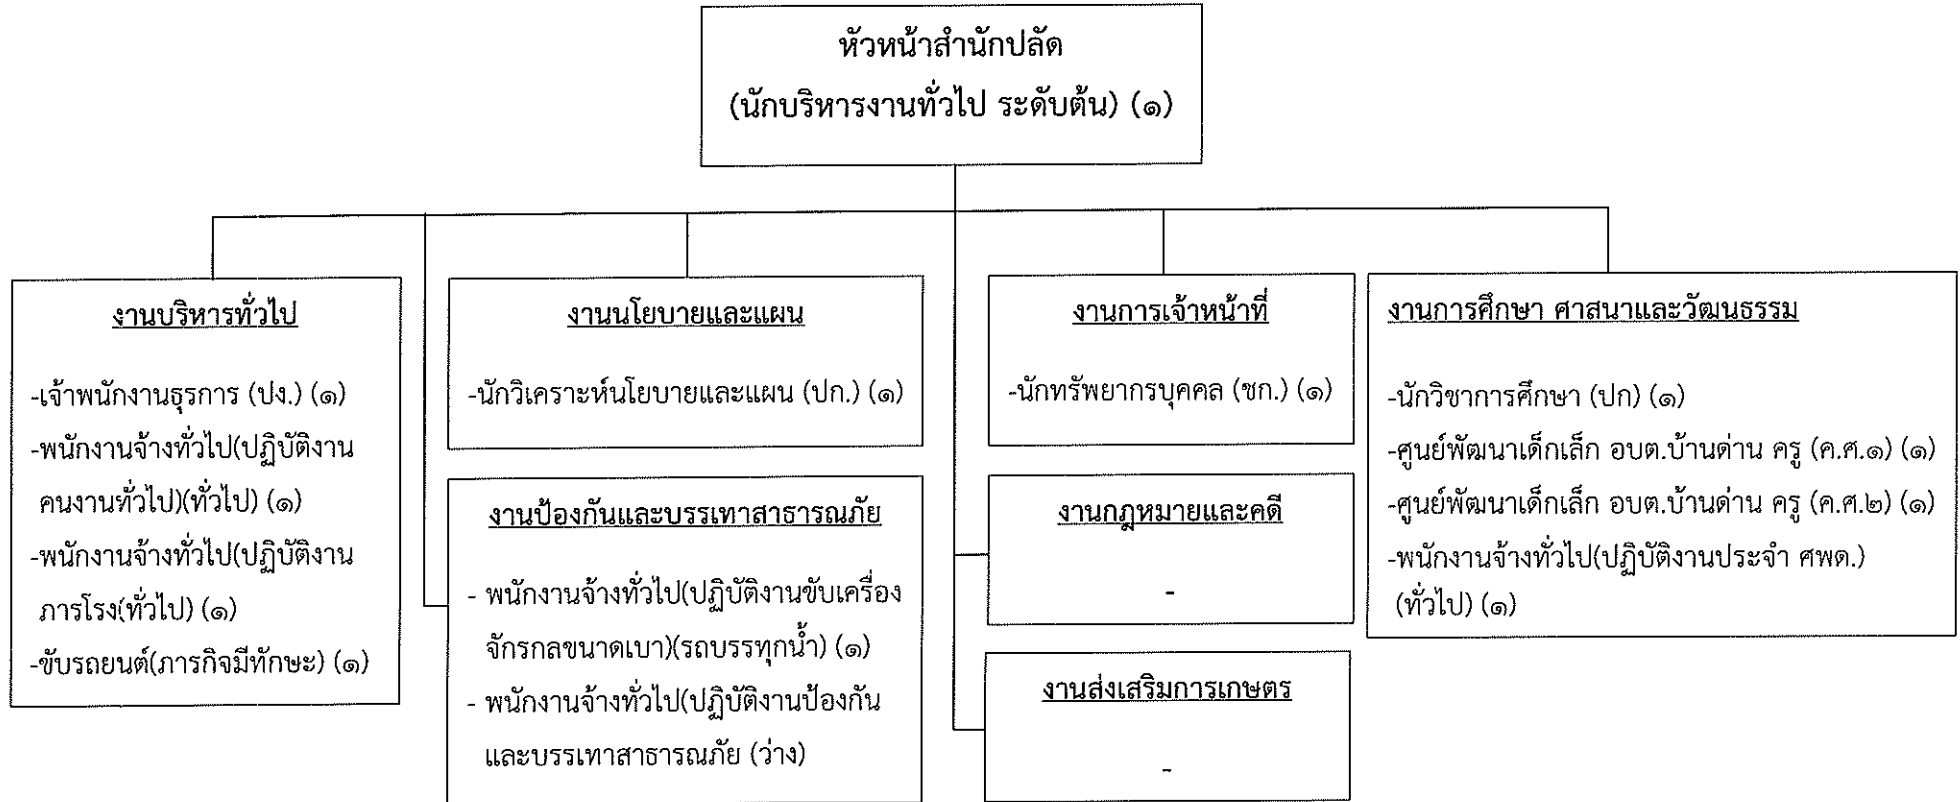 หัวหน้าสำนักปลัด
(นักบริหารงานทั่วไป ระดับต้น) (๑)
งานบริหารทั่วไป
-เจ้าพนักงานธุรการ (ปง.) (๑)
-พนักงานจ้างทั่วไป(ปฏิบัติงาน
คนงานทั่วไป)(ทั่วไป) (๑)
-พนักงานจ้างทั่วไป(ปฏิบัติงาน
ภารโรง(ทั่วไป) (๑)
-ขับรถยนต์(ภารกิจมีทักษะ) (๑)
งานนโยบายและแผน
-นักวิเคราะห์นโยบายและแผน (ปก.) (๑)
งานป้องกันและบรรเทาสาธารณภัย
- พนักงานจ้างทั่วไป(ปฏิบัติงานขับเครื่อง
จักรกลขนาดเบา)(รถบรรทุกน้ำ) (๑)
- พนักงานจ้างทั่วไป(ปฏิบัติงานป้องกัน
และบรรเทาสาธารณภัย (ว่าง)
งานการเจ้าหน้าที่
-นักทรัพยากรบุคคล (ชก.) (๑)
งานกฎหมายและคดี
-
งานส่งเสริมการเกษตร
-
งานการศึกษา ศาสนาและวัฒนธรรม
-นักวิชาการศึกษา (ปก) (๑)
-ศูนย์พัฒนาเด็กเล็ก อบต.บ้านด่าน ครู (ค.ศ.๑) (๑)
-ศูนย์พัฒนาเด็กเล็ก อบต.บ้านด่าน ครู (ค.ศ.๒) (๑)
-พนักงานจ้างทั่วไป(ปฏิบัติงานประจำ ศพด.)
(ทั่วไป) (๑)